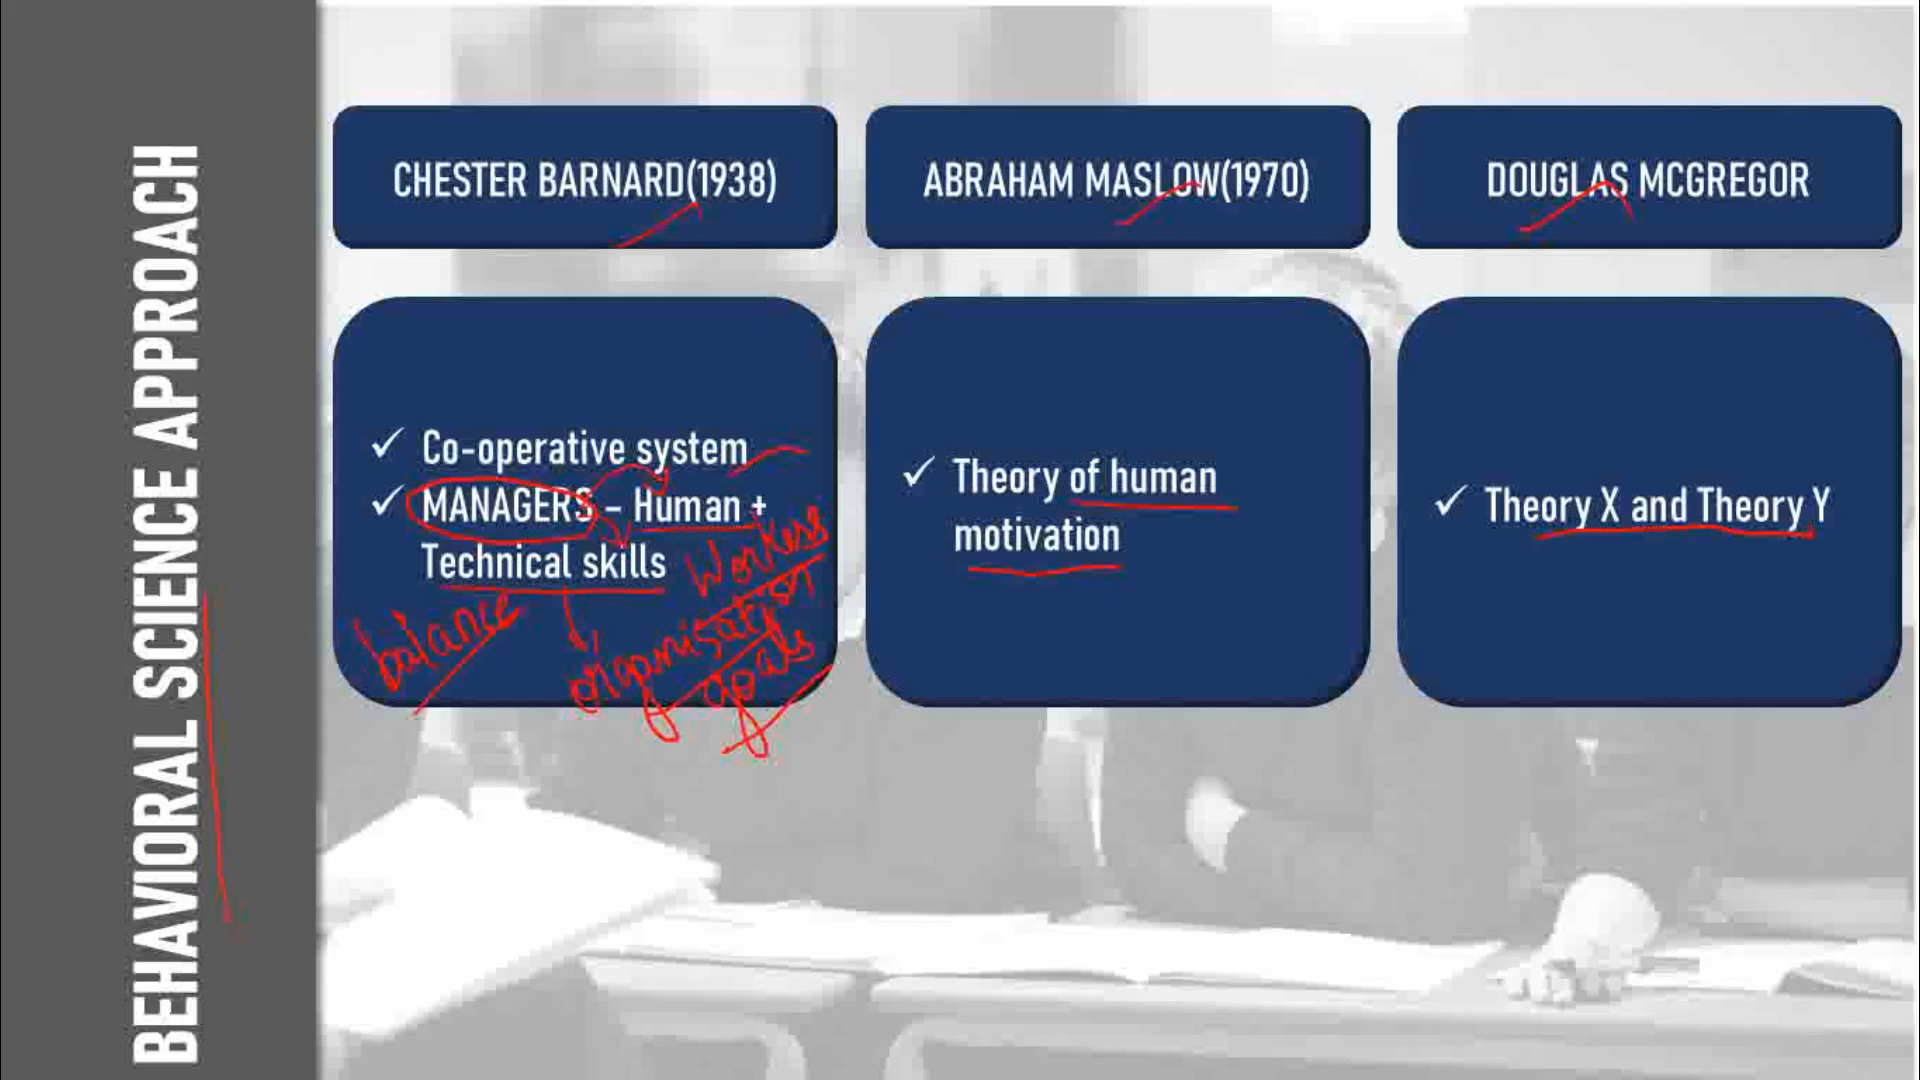 BEHAVIORAL SCIENCE APPROACH
CHESTER BARNARD(1938)
✓ Co-operative system
✓ MANAGERS – Human +
Technical skills
workers
balance
organisation
goals
ABRAHAM MASLOW(1970)
✓ Theory of human
motivation
DOUGLAS MCGREGOR
✓ Theory X and Theory Y